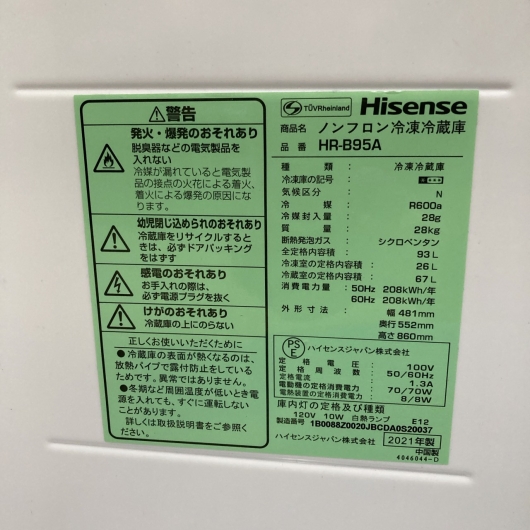 警告
発火・爆発のおそれあり
脱臭器などの電気製品を
入れない
冷媒が漏れていると電気製
品の接点の火花による着火、
着火による爆発の原因にな
ります。
幼児閉じ込められのおそれあり
冷蔵庫をリサイクルするとき
は、必ずドアパッキング
をはずす
感電のおそれあり
お手入れの際は、
必ず電源プラグを抜く
けがのおそれあり
冷蔵庫の上にのらない
正しくお使いいただくために
●冷蔵庫の表面が熱くなるのは、
放熱パイプで露付防止をしてい
るためです。異常ではありません。
●冬期など周囲温度が低いとき電
源を入れても、すぐに運転しない
ことがあります。
詳しくは取扱説明書をご覧ください。
TÜVRheinland
Hisense
商品名 ノンフロン冷凍冷蔵庫
品番 HR-B95A
種類 : 冷凍冷蔵庫
冷凍庫の記号 :
気候区分 : N
冷媒 : R600a
冷媒封入量 : 28g
質量 : 28kg
断熱発泡ガス : シクロペンタン
全定格内容積 : 93L
冷凍室の定格内容積 : 26L
冷蔵室の定格内容積 : 67L
消費電力量 : 50Hz 208kWh/年
60Hz 208kWh/年
外形寸法 : 幅 481mm
奥行 552mm
高さ 860mm
PS
E
ハイセンスジャパン株式会社
定格電圧 : 100V
定格周波数 : 50/60Hz
定格電流 : 1.3A
電動機の定格消費電力 : 70/70W
電熱装置の定格消費電力 : 8/8W
庫内灯の定格及び種類
120V 10W 白熱ランプ E12
製造番号 1B0088Z0020JBCDA0S20037
ハイセンスジャパン株式会社
2021年製
中国製
4046044-D